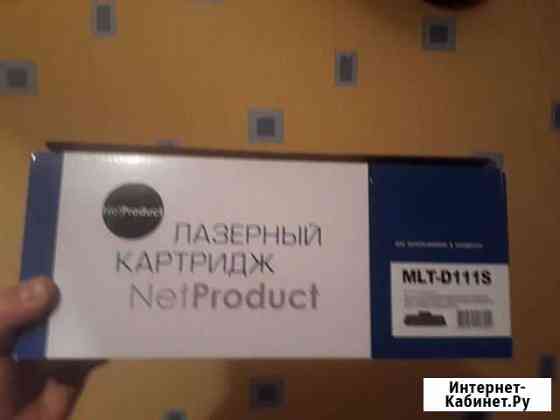 NetProduct
ЛАЗЕРНЫЙ
КАРТРИДЖ
NetProduct
MLT-D111S
Интернет-
Кабинет.Ру